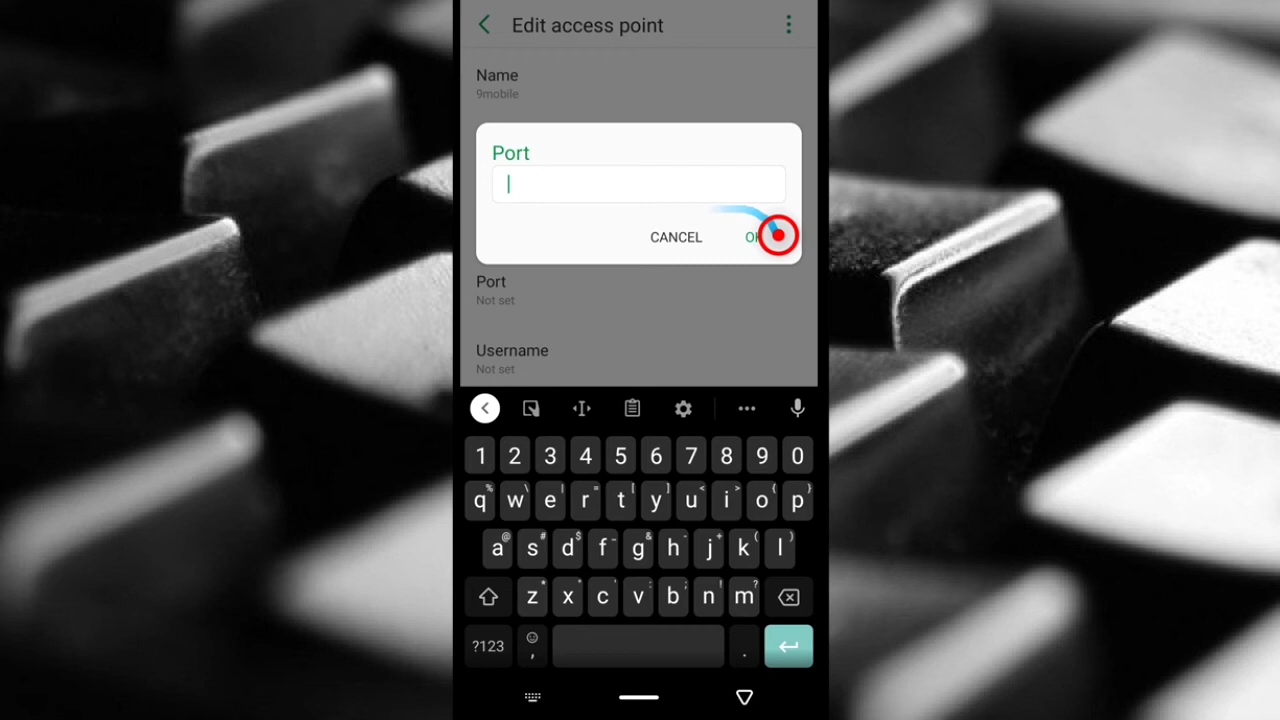 Edit access point
Name
9mobile
Port
CANCEL
Port
Not set
Username
Not set
1 2 3 4 5 6 7 8 9 0
q w e r t y u i o p
a s d f g h j k l
z x c v b n m
?123 , .